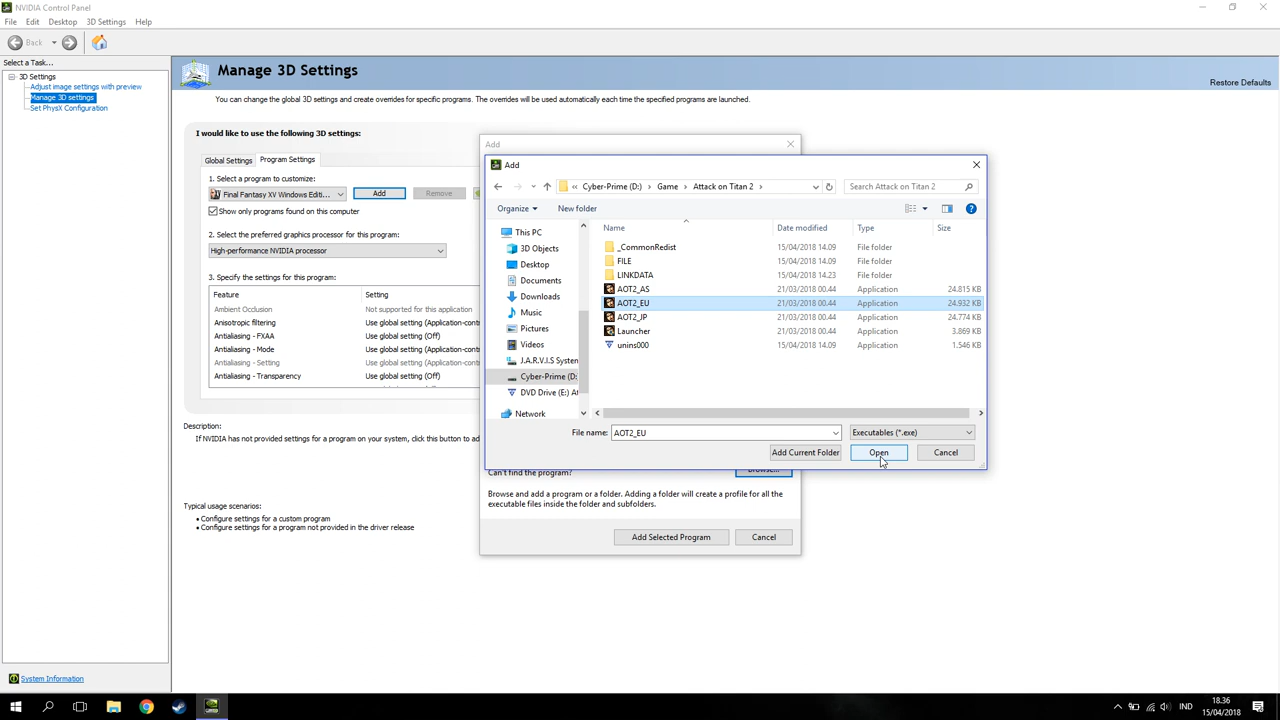 NVIDIA Control Panel
File Edit Desktop 3D Settings Help
Back
Select a Task...
3D Settings
Adjust image settings with preview
Manage 3D settings
Set PhysX Configuration
System Information
Manage 3D Settings
Restore Defaults
You can change the global 3D settings and create overrides for specific programs. The overrides will be used automatically each time the specified programs are launched.
I would like to use the following 3D settings:
Global Settings Program Settings
1. Select a program to customize:
Final Fantasy XV Windows Editi... Add Remove
Show only programs found on this computer
2. Select the preferred graphics processor for this program:
High-performance NVIDIA processor
3. Specify the settings for this program:
Feature Setting
Ambient Occlusion Not supported for this application
Anisotropic filtering Use global setting (Application-contr
Antialiasing - FXAA Use global setting (Off)
Antialiasing - Mode Use global setting (Application-contr
Antialiasing - Setting Use global setting (Application-contr
Antialiasing - Transparency Use global setting (Off)
Description:
If NVIDIA has not provided settings for a program on your system, click this button to ad
Typical usage scenarios:
• Configure settings for a custom program
• Configure settings for a program not provided in the driver release
Add
Add
« Cyber-Prime (D:) > Game > Attack on Titan 2 >
Search Attack on Titan 2
Organize New folder
This PC
3D Objects
Desktop
Documents
Downloads
Music
Pictures
Videos
J.A.R.V.I.S System
Cyber-Prime (D:
DVD Drive (E:) At
Network
Name Date modified Type Size
_CommonRedist 15/04/2018 14.09 File folder
FILE 15/04/2018 14.09 File folder
LINKDATA 15/04/2018 14.23 File folder
AOT2_AS 21/03/2018 00.44 Application 24.815 KB
AOT2_EU 21/03/2018 00.44 Application 24.932 KB
AOT2_JP 21/03/2018 00.44 Application 24.774 KB
Launcher 21/03/2018 00.44 Application 3.869 KB
unins000 15/04/2018 14.09 Application 1.546 KB
File name: AOT2_EU Executables (*.exe)
Add Current Folder Open Cancel
Can't find the program? Browse...
Browse and add a program or a folder. Adding a folder will create a profile for all the
executable files inside the folder and subfolders.
Add Selected Program Cancel
IND
18.36
15/04/2018